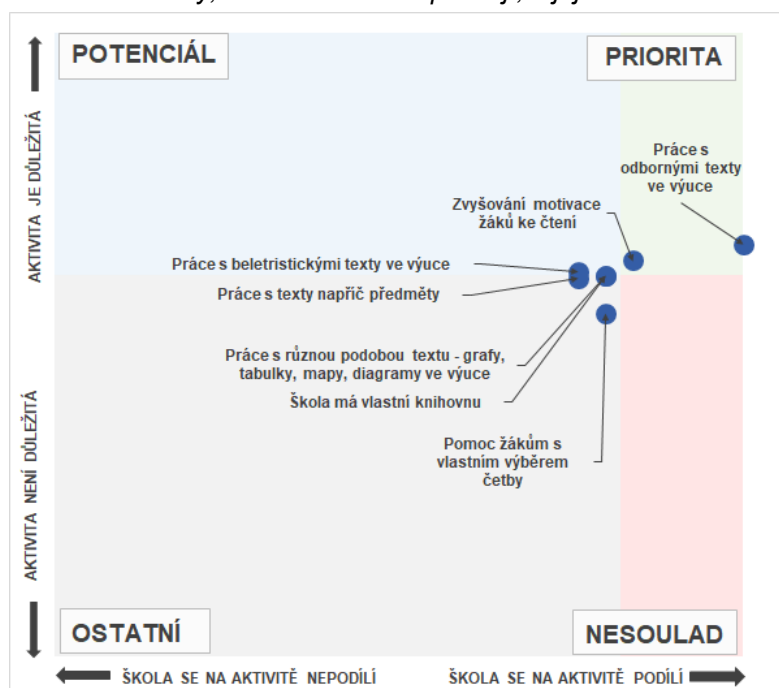 POTENCIÁL
PRIORITA
AKTIVITA JE DŮLEŽITÁ
Práce s
odbornými texty
ve výuce
Zvyšování motivace
žáků ke čtení
Práce s beletristickými texty ve výuce
Práce s texty napříč předměty
Práce s různou podobou textu - grafy,
tabulky, mapy, diagramy ve výuce
Škola má vlastní knihovnu
Pomoc žákům s
vlastním výběrem
četby
AKTIVITA NENÍ DŮLEŽITÁ
OSTATNÍ
NESOULAD
ŠKOLA SE NA AKTIVITĚ NEPODÍLÍ
ŠKOLA SE NA AKTIVITĚ PODÍLÍ